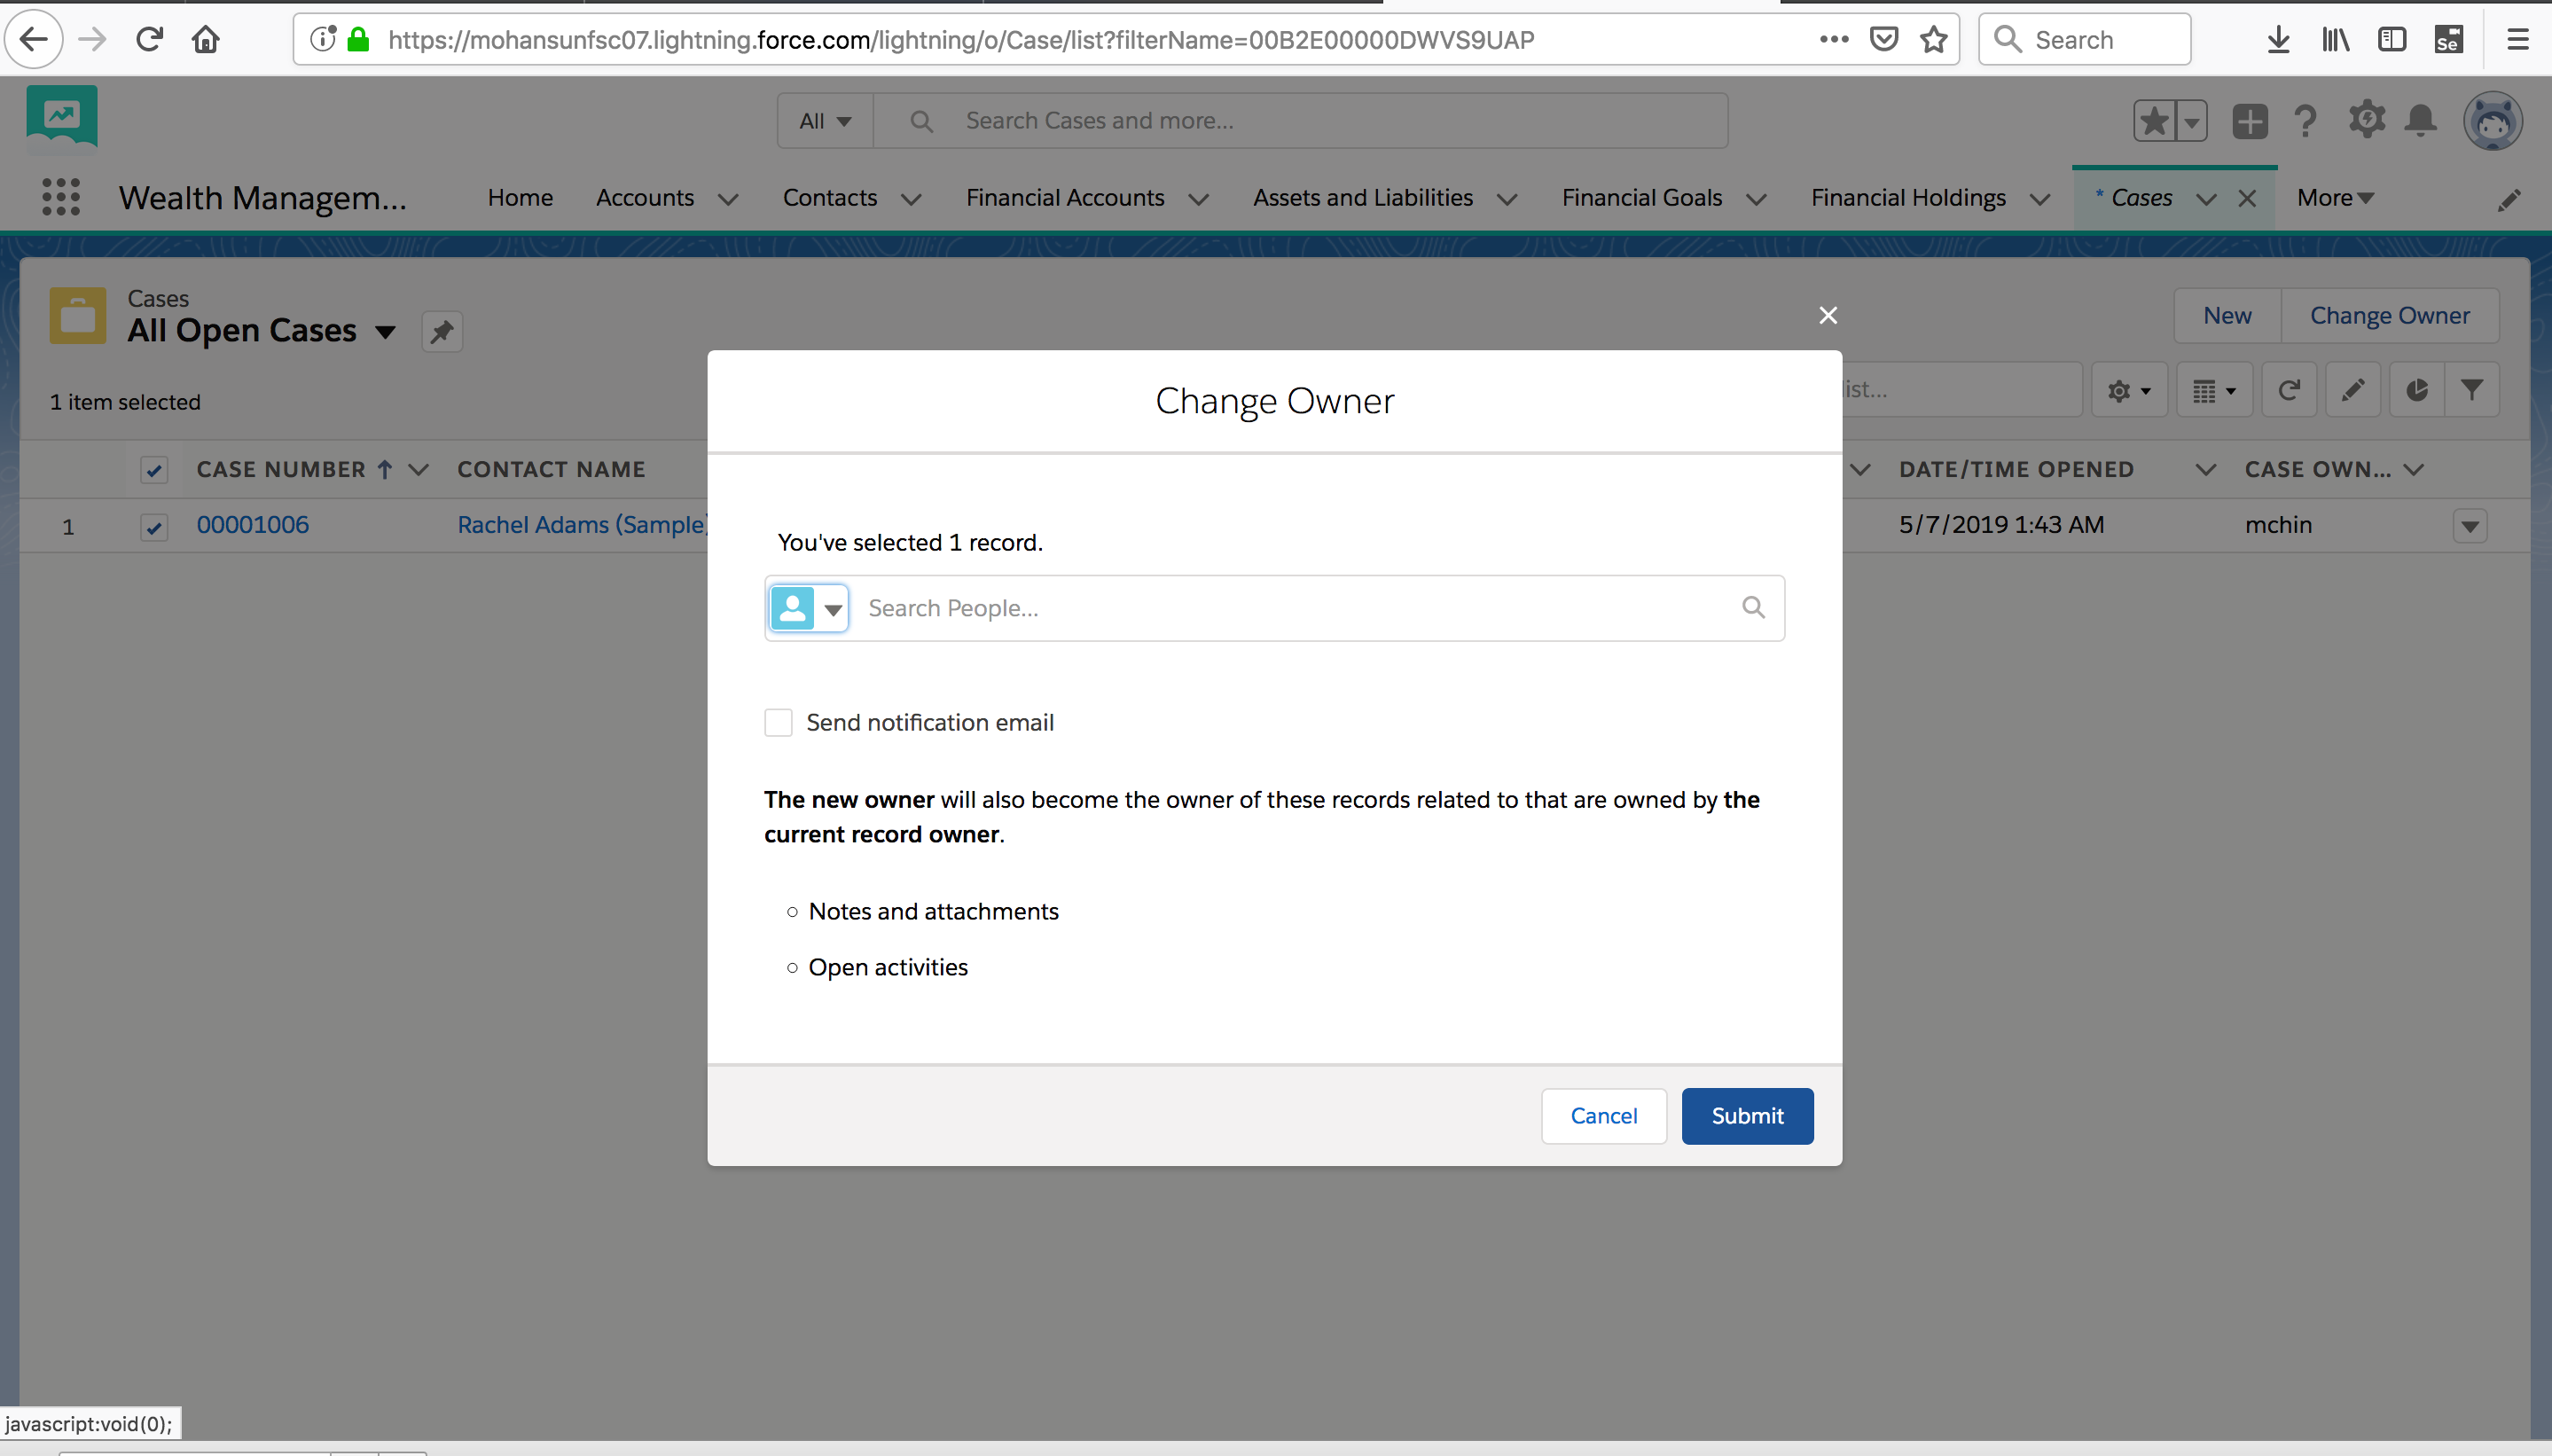 https://mohansunfsc07.lightning.force.com/lightning/o/Case/list?filterName=00B2E00000DWVS9UAP
Search
Se
All
Search Cases and more...
Wealth Managem...
Home
Accounts
Contacts
Financial Accounts
Assets and Liabilities
Financial Goals
Financial Holdings
* Cases
More
Cases
All Open Cases
New
Change Owner
1 item selected
list...
CASE NUMBER
CONTACT NAME
DATE/TIME OPENED
CASE OWN...
1
00001006
Rachel Adams (Sample)
5/7/2019 1:43 AM
mchin
Change Owner
You've selected 1 record.
Search People...
Send notification email
The new owner will also become the owner of these records related to that are owned by the
current record owner.
Notes and attachments
Open activities
Cancel
Submit
javascript:void(0);